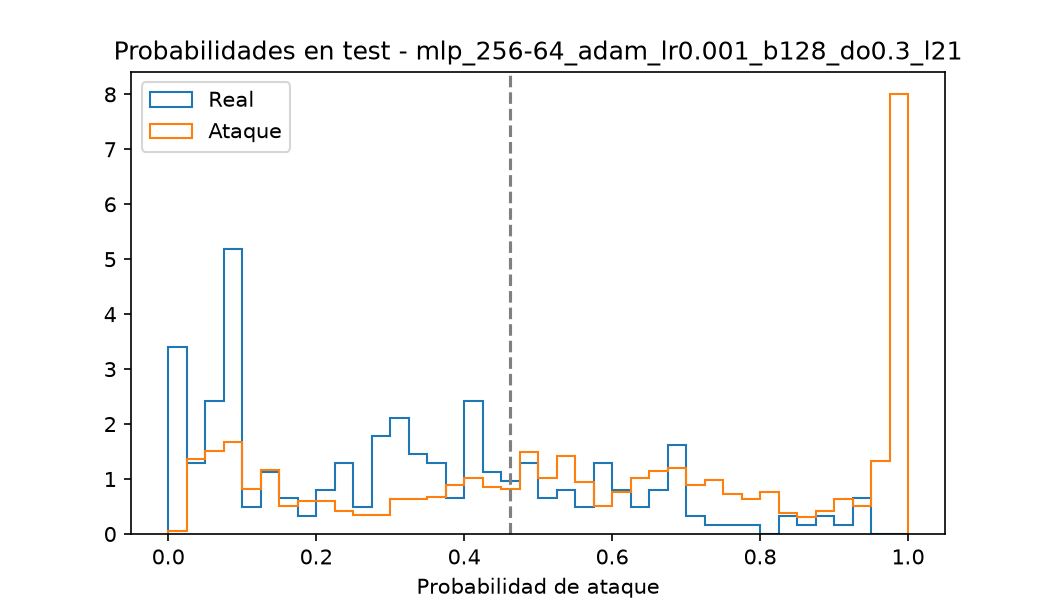 Probabilidades en test - mlp_256-64_adam_lr0.001_b128_do0.3_l21
Real
Ataque
8
7
6
5
4
3
2
1
0
0.0 0.2 0.4 0.6 0.8 1.0
Probabilidad de ataque